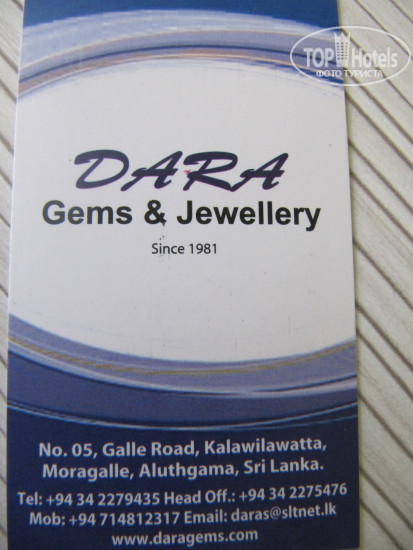 TOP Hotels
ФОТО ТУРИСТА
DARA
Gems & Jewellery
Since 1981
No. 05, Galle Road, Kalawilawatta,
Moragalle, Aluthgama, Sri Lanka.
Tel: +94 34 2279435 Head Off.: +94 34 2275476
Mob: +94 714812317 Email: daras@sltnet.lk
www.daragems.com